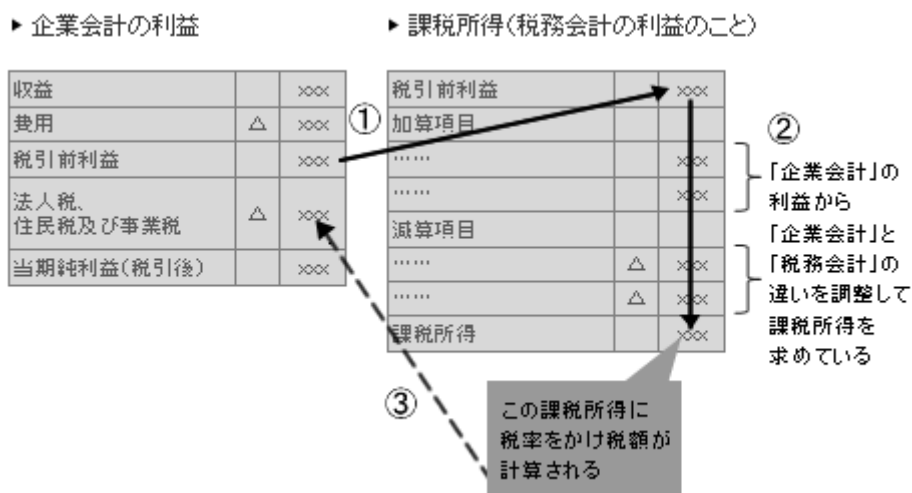 ▶ 企業会計の利益
収益 xxx
費用 △ xxx
税引前利益 xxx
法人税、
住民税及び事業税 △ xxx
当期純利益(税引後) xxx
▶ 課税所得(税務会計の利益のこと)
税引前利益 xxx
加算項目
…… xxx
…… xxx
減算項目
…… △ xxx
…… △ xxx
課税所得 xxx
①
②
「企業会計」の
利益から
「企業会計」と
「税務会計」の
違いを調整して
課税所得を
求めている
③
この課税所得に
税率をかけ税額が
計算される